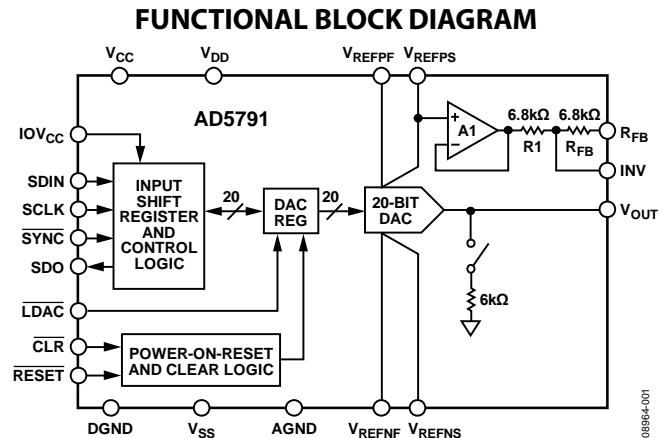 FUNCTIONAL BLOCK DIAGRAM
VCC VDD VREFPF VREFPS
AD5791
6.8kΩ 6.8kΩ
A1
R1 RFB
RFB
INV
IOVCC
SDIN
SCLK
SYNC
SDO
LDAC
CLR
RESET
INPUT
SHIFT
REGISTER
AND
CONTROL
LOGIC
20
DAC
REG
20
20-BIT
DAC
VOUT
6kΩ
POWER-ON-RESET
AND CLEAR LOGIC
DGND VSS AGND VREFNF VREFNS
08964-001
+
–